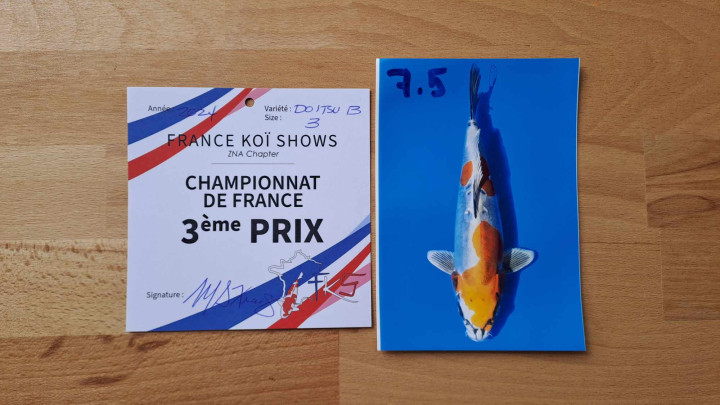 Année : 2024
Variété : DOITSU B
Size : 3
FRANCE KOÏ SHOWS
ZNA Chapter
CHAMPIONNAT
DE FRANCE
3ème PRIX
Signature :
FKS
7.5